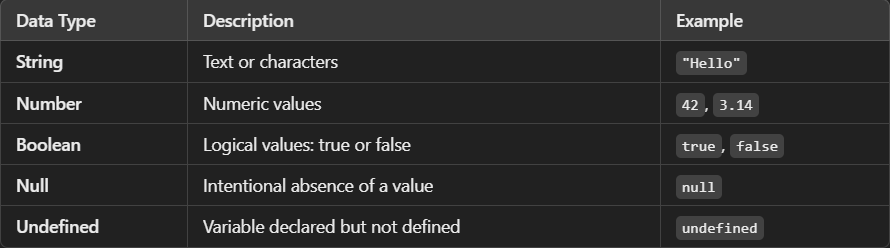 Data Type Description Example
String Text or characters "Hello"
Number Numeric values 42, 3.14
Boolean Logical values: true or false true, false
Null Intentional absence of a value null
Undefined Variable declared but not defined undefined